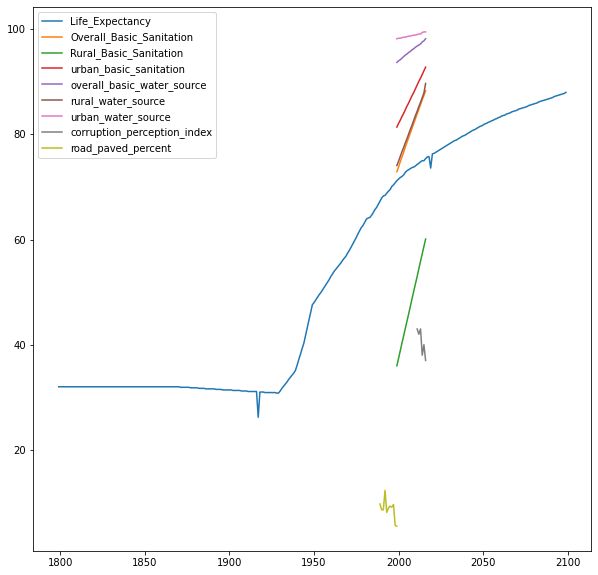 Life_Expectancy
Overall_Basic_Sanitation
Rural_Basic_Sanitation
urban_basic_sanitation
overall_basic_water_source
rural_water_source
urban_water_source
corruption_perception_index
road_paved_percent
100
80
60
40
20
1800 1850 1900 1950 2000 2050 2100